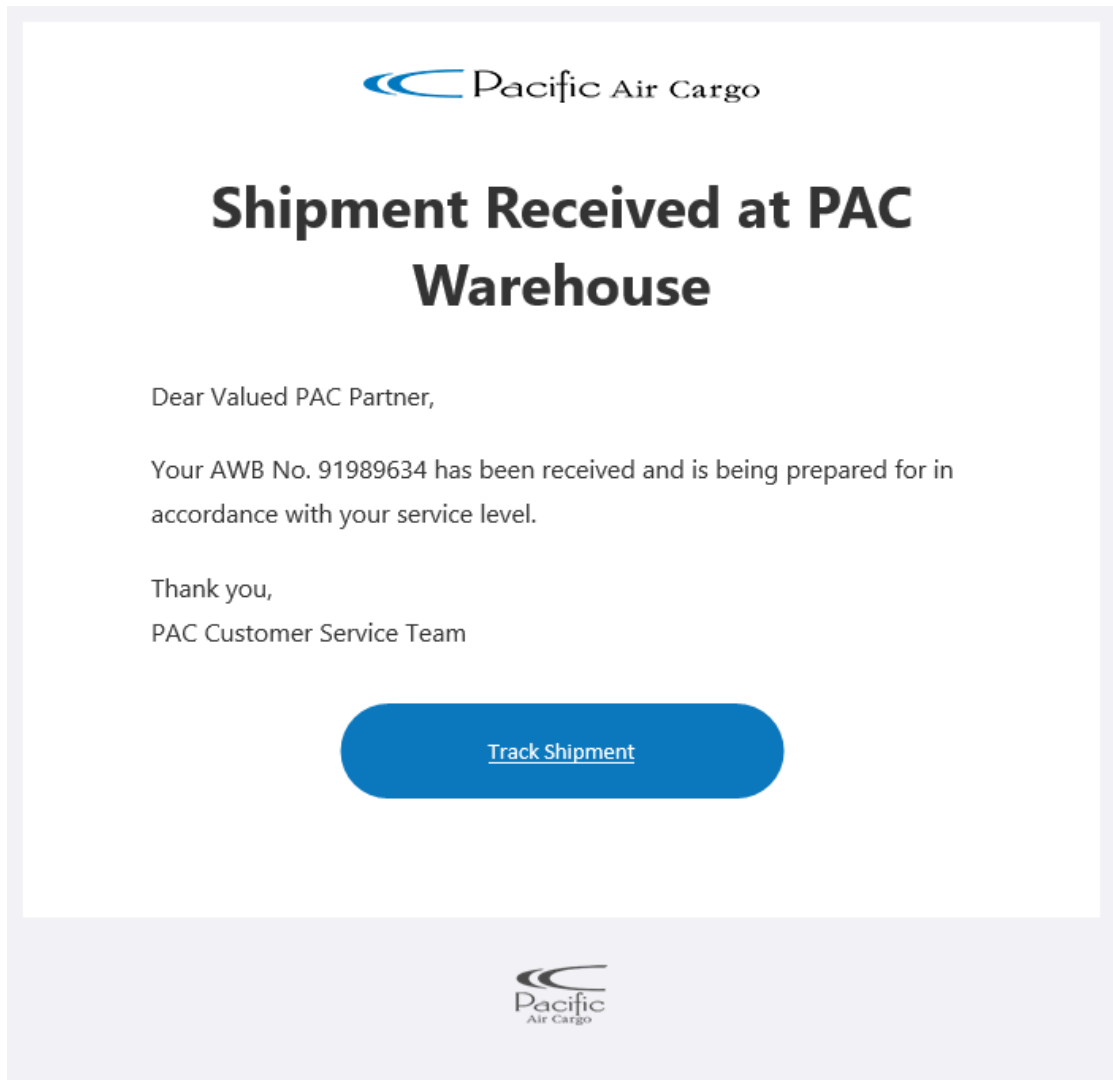 Pacific Air Cargo
Shipment Received at PAC
Warehouse
Dear Valued PAC Partner,
Your AWB No. 91989634 has been received and is being prepared for in
accordance with your service level.
Thank you,
PAC Customer Service Team
Track Shipment
Pacific
Air Cargo